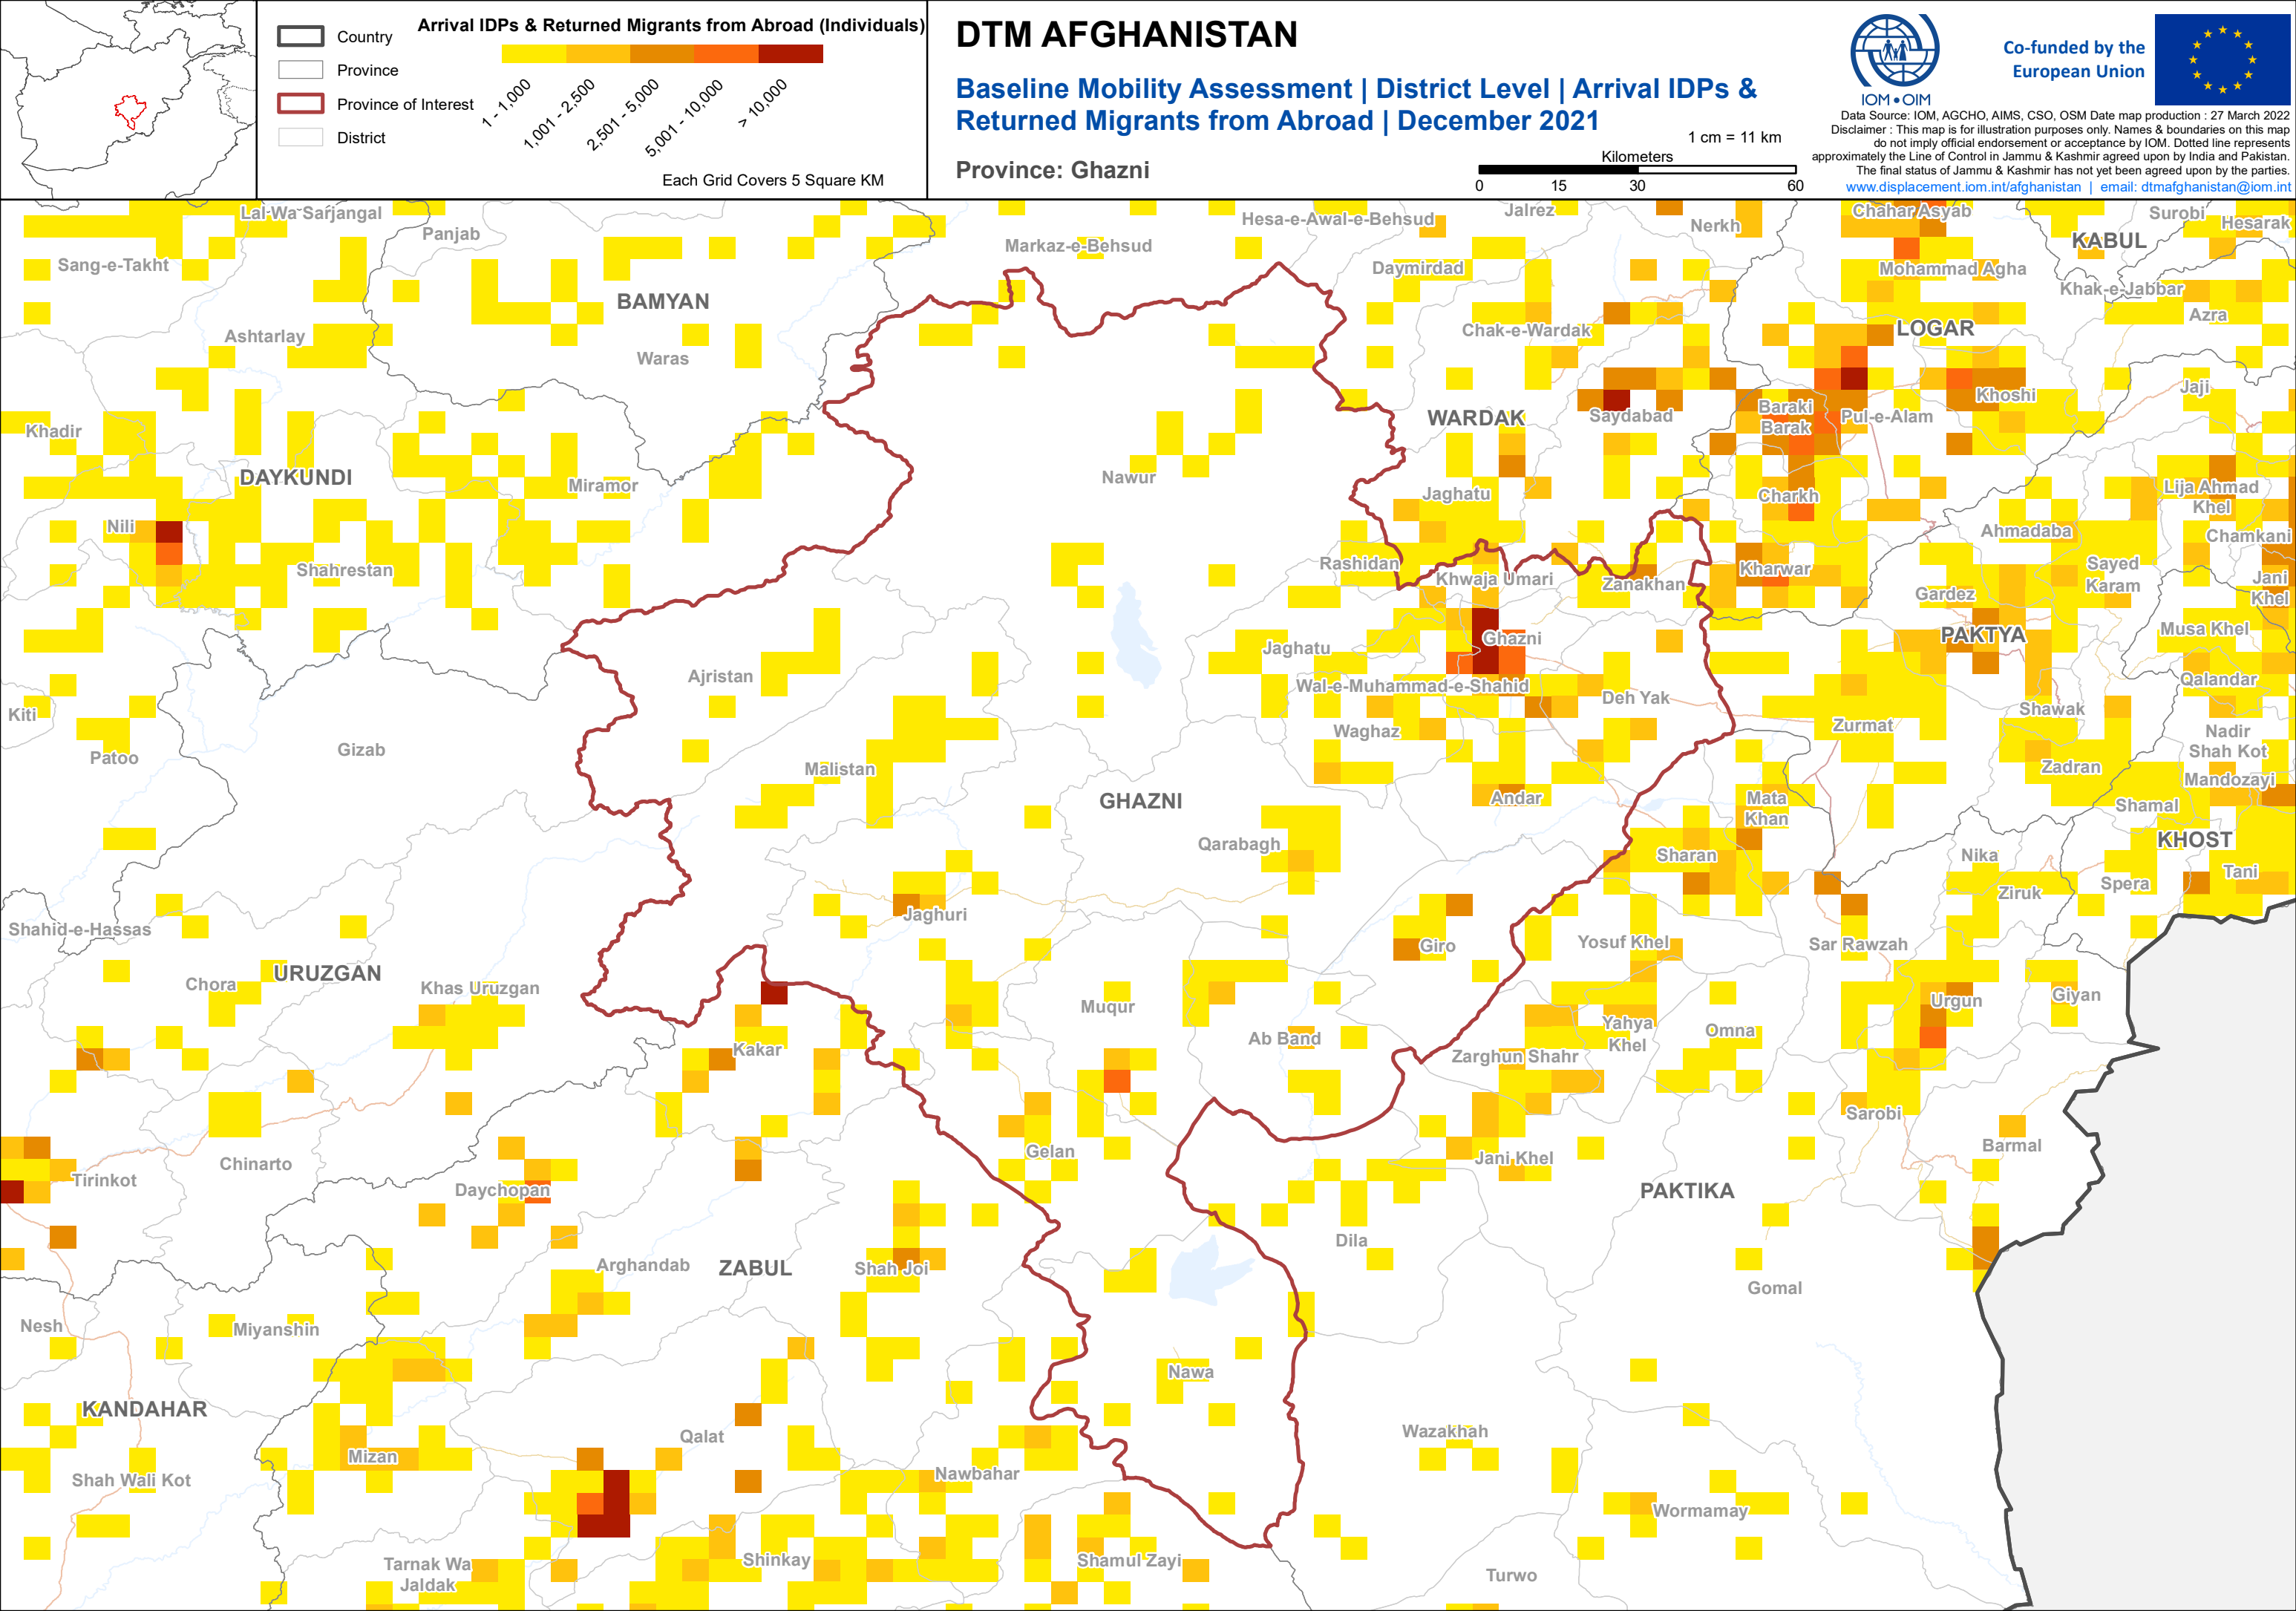 Country
Province
Province of Interest
District
Arrival IDPs & Returned Migrants from Abroad (Individuals)
1 - 1,000
1,001 - 2,500
2,501 - 5,000
5,001 - 10,000
> 10,000
Each Grid Covers 5 Square KM
DTM AFGHANISTAN
Baseline Mobility Assessment | District Level | Arrival IDPs &
Returned Migrants from Abroad | December 2021
Province: Ghazni
1 cm = 11 km
Kilometers
0 15 30 60
IOM • OIM
Co-funded by the
European Union
Data Source: IOM, AGCHO, AIMS, CSO, OSM Date map production : 27 March 2022
Disclaimer : This map is for illustration purposes only. Names & boundaries on this map
do not imply official endorsement or acceptance by IOM. Dotted line represents
approximately the Line of Control in Jammu & Kashmir agreed upon by India and Pakistan.
The final status of Jammu & Kashmir has not yet been agreed upon by the parties.
www.displacement.iom.int/afghanistan | email: dtmafghanistan@iom.int
Lal-Wa-Sarjangal
Panjab
Markaz-e-Behsud
Hesa-e-Awal-e-Behsud
Jalrez
Nerkh
Chahar Asyab
Surobi
Hesarak
KABUL
Sang-e-Takht
Daymirdad
Mohammad Agha
Khak-e-Jabbar
BAMYAN
Azra
Ashtarlay
Waras
Chak-e-Wardak
LOGAR
Jaji
Khoshi
Khadir
WARDAK
Saydabad
Baraki
Barak
Pul-e-Alam
DAYKUNDI
Miramor
Nawur
Jaghatu
Charkh
Lija Ahmad
Khel
Nili
Ahmadaba
Chamkani
Shahrestan
Rashidan
Khwaja Umari
Zanakhan
Kharwar
Sayed
Karam
Jani
Khel
Gardez
Ghazni
PAKTYA
Musa Khel
Jaghatu
Ajristan
Wal-e-Muhammad-e-Shahid
Deh Yak
Qalandar
Kiti
Shawak
Waghaz
Zurmat
Nadir
Shah Kot
Patoo
Gizab
Malistan
Zadran
Mandozayi
GHAZNI
Andar
Mata
Khan
Shamal
KHOST
Qarabagh
Sharan
Nika
Tani
Spera
Ziruk
Jaghuri
Shahid-e-Hassas
Giro
Yosuf Khel
Sar Rawzah
URUZGAN
Chora
Khas Uruzgan
Muqur
Urgun
Giyan
Ab Band
Yahya
Khel
Omna
Kakar
Zarghun Shahr
Sarobi
Barmal
Gelan
Chinarto
Jani Khel
Tirinkot
Daychopan
PAKTIKA
Dila
Arghandab
ZABUL
Shah Joi
Gomal
Nesh
Miyanshin
Nawa
KANDAHAR
Wazakhah
Qalat
Mizan
Nawbahar
Shah Wali Kot
Wormamay
Tarnak Wa
Jaldak
Shinkay
Shamul Zayi
Turwo